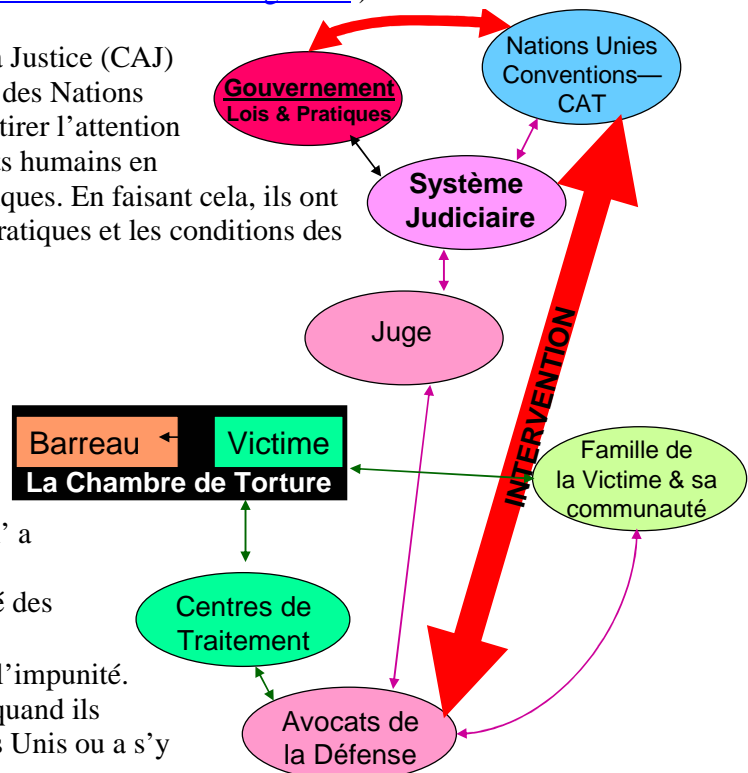 a Justice (CAJ)
des Nations
tirer l’attention
s humains en
ques. En faisant cela, ils ont
ratiques et les conditions des
Nations Unies
Conventions—
CAT
Gouvernement
Lois & Pratiques
Système
Judiciaire
Juge
INTERVENTION
Barreau
Victime
La Chambre de Torture
Famille de
la Victime & sa
communauté
’ a
é des
Centres de
Traitement
l’impunité.
quand ils
s Unis ou a s’y
Avocats de
la Défense